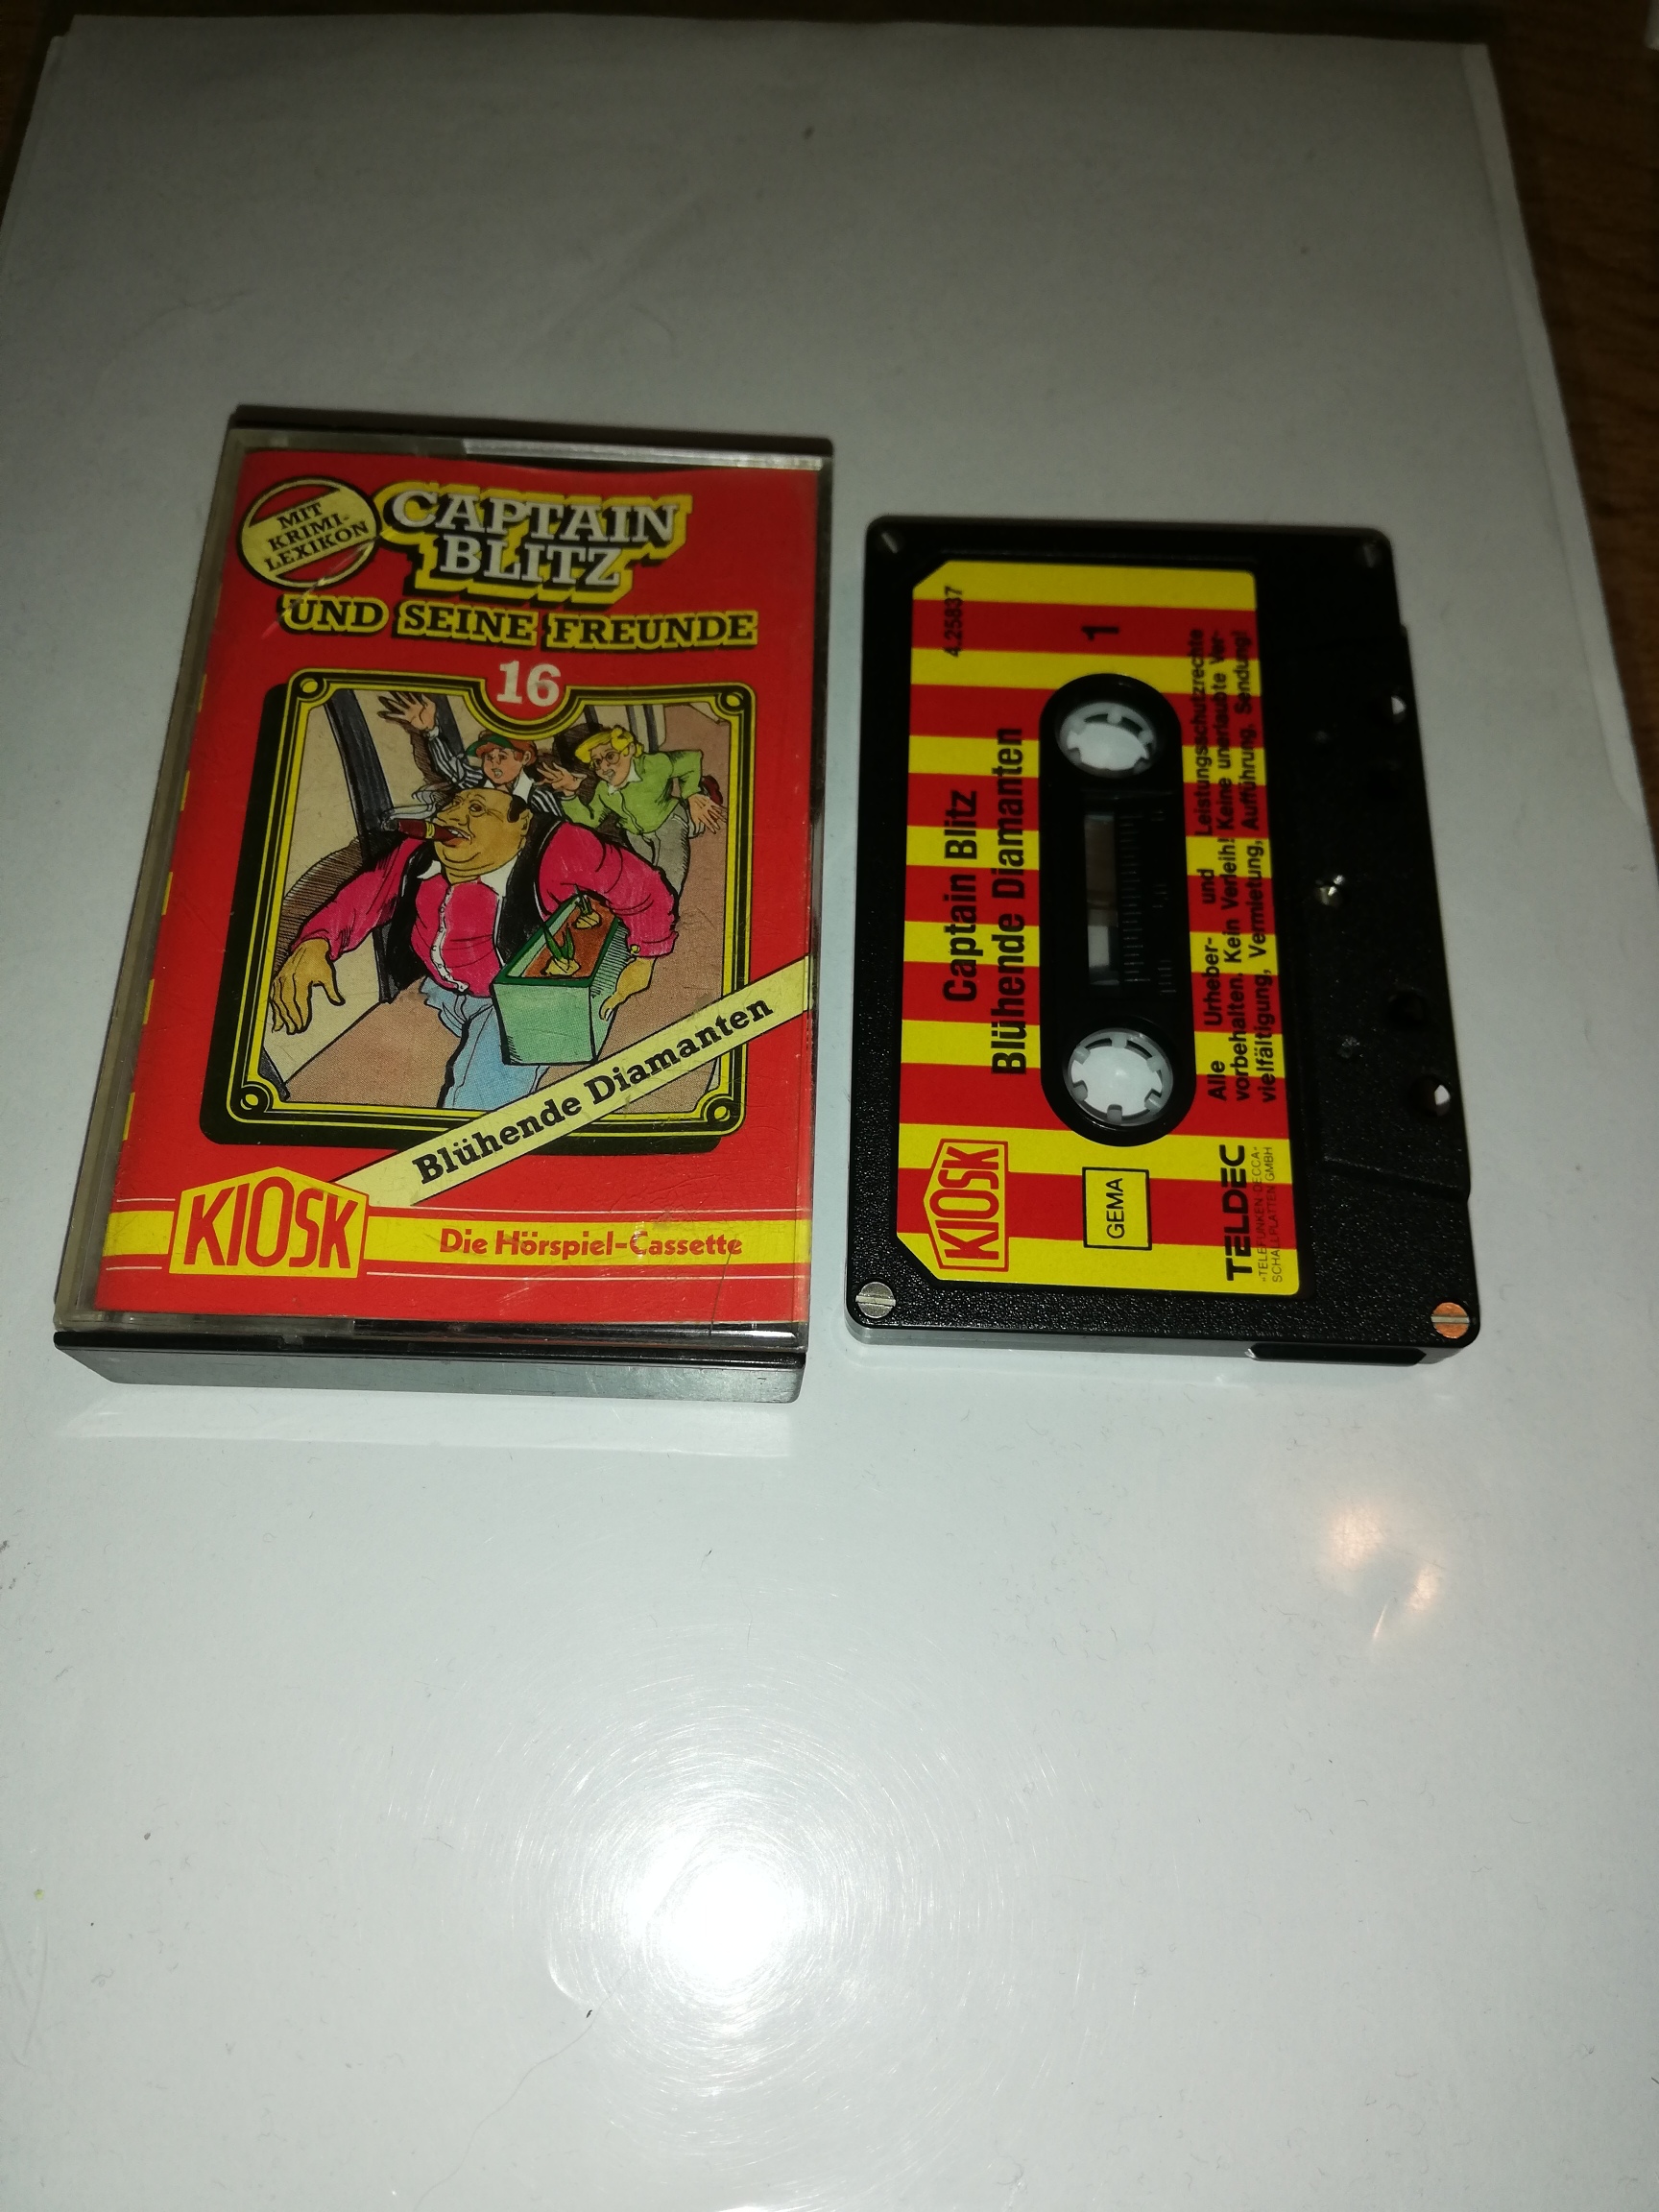 MIT
KRIMI-
LEXIKON
CAPTAIN
BLITZ
UND SEINE FREUNDE
16
Blühende Diamanten
KIOSK
Die Hörspiel-Cassette
4.25837
1
Captain Blitz
Blühende Diamanten
KIOSK
GEMA
Alle Urheber- und Leistungsschutzrechte
vorbehalten. Kein Verleih! Keine unerlaubte Ver-
vielfältigung, Vermietung, Aufführung, Sendung!
TELDEC
»TELEFUNKEN-DECCA«
SCHALLPLATTEN GMBH